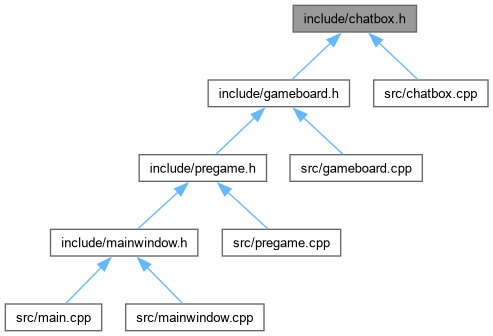 include/chatbox.h
include/gameboard.h
src/chatbox.cpp
include/pregame.h
src/gameboard.cpp
include/mainwindow.h
src/pregame.cpp
src/main.cpp
src/mainwindow.cpp